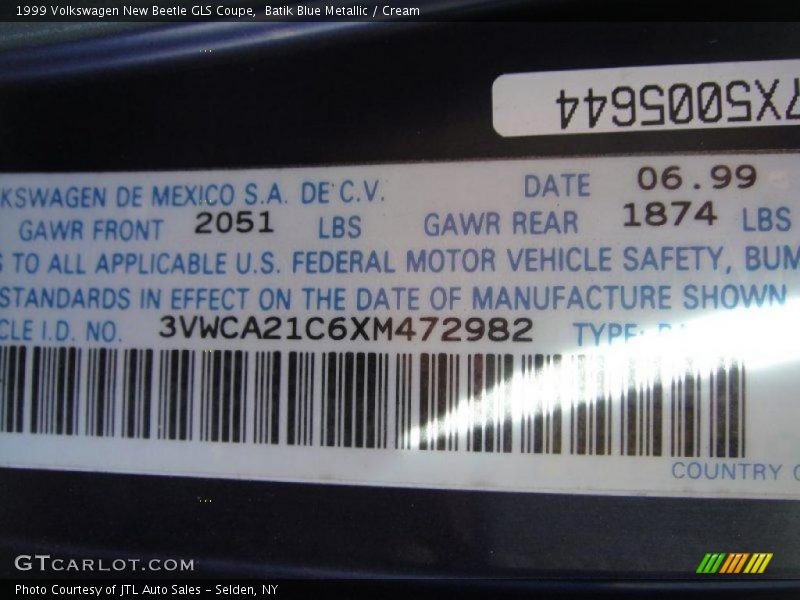 1999 Volkswagen New Beetle GLS Coupe, Batik Blue Metallic / Cream
7X5005644
KSWAGEN DE MEXICO S.A. DE C.V. DATE 06.99
GAWR FRONT 2051 LBS GAWR REAR 1874 LBS
S TO ALL APPLICABLE U.S. FEDERAL MOTOR VEHICLE SAFETY, BUM
STANDARDS IN EFFECT ON THE DATE OF MANUFACTURE SHOWN
CLE I.D. NO. 3VWCA21C6XM472982 TYPE:
COUNTRY O
GTCARLOT.COM
Photo Courtesy of JTL Auto Sales - Selden, NY